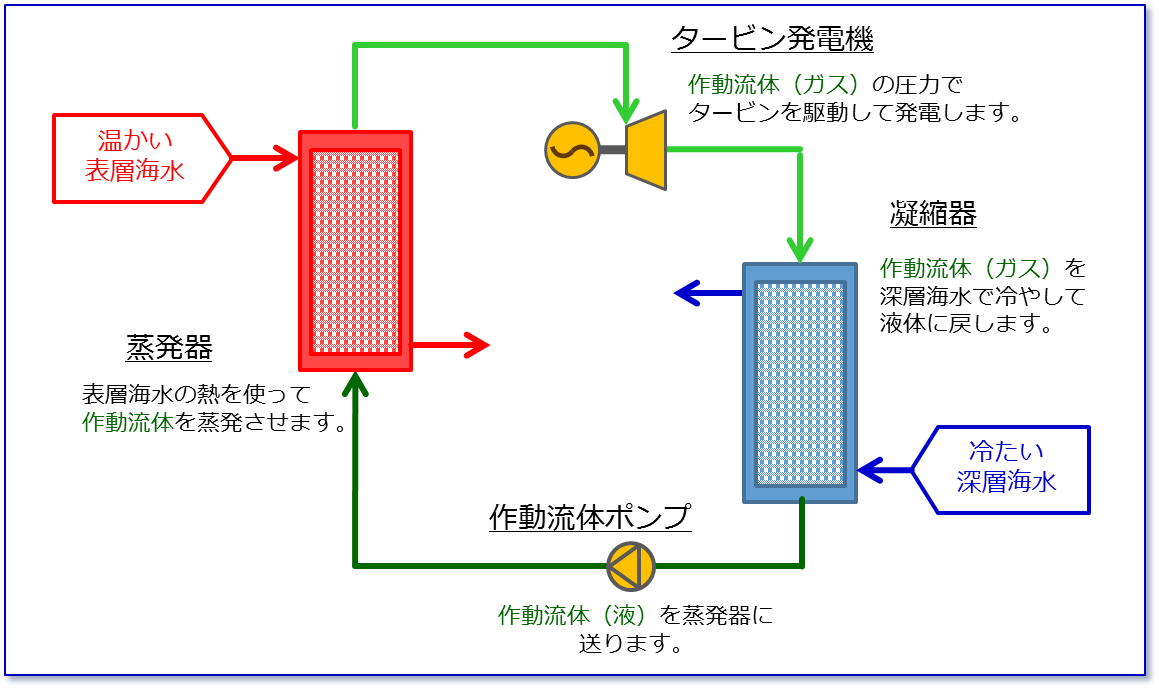 タービン発電機
作動流体（ガス）の圧力で
タービンを駆動して発電します。
温かい
表層海水
凝縮器
作動流体（ガス）を
深層海水で冷やして
液体に戻します。
蒸発器
表層海水の熱を使って
作動流体を蒸発させます。
冷たい
深層海水
作動流体ポンプ
作動流体（液）を蒸発器に
送ります。